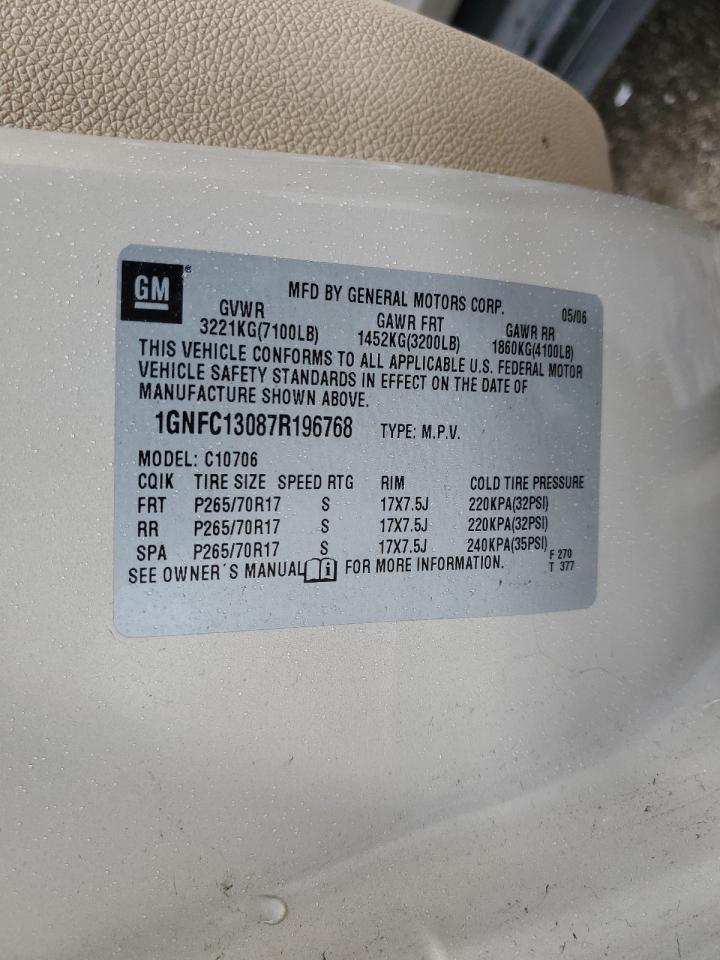 GM ® MFD BY GENERAL MOTORS CORP. 05/06
GVWR GAWR FRT GAWR RR
3221KG(7100LB) 1452KG(3200LB) 1860KG(4100LB)
THIS VEHICLE CONFORMS TO ALL APPLICABLE U.S. FEDERAL MOTOR
VEHICLE SAFETY STANDARDS IN EFFECT ON THE DATE OF
MANUFACTURE SHOWN ABOVE.
1GNFC13087R196768 TYPE: M.P.V.
MODEL: C10706
CQIK TIRE SIZE SPEED RTG RIM COLD TIRE PRESSURE
FRT P265/70R17 S 17X7.5J 220KPA(32PSI)
RR P265/70R17 S 17X7.5J 220KPA(32PSI)
SPA P265/70R17 S 17X7.5J 240KPA(35PSI) F 270
SEE OWNER´S MANUAL i FOR MORE INFORMATION. T 377